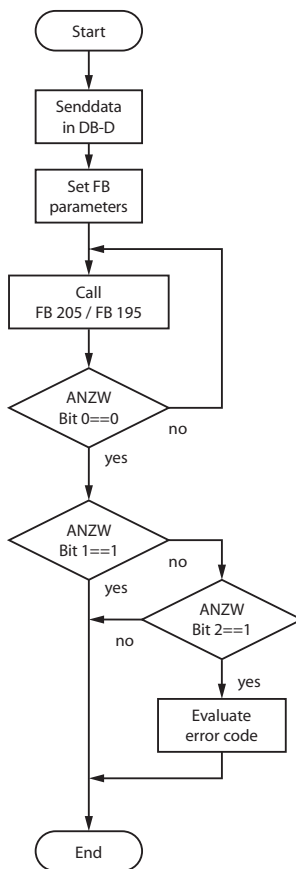 Start
Senddata
in DB-D
Set FB
parameters
Call
FB 205 / FB 195
ANZW
Bit 0==0
no
yes
ANZW
Bit 1==1
no
yes
ANZW
Bit 2==1
no
yes
Evaluate
error code
End